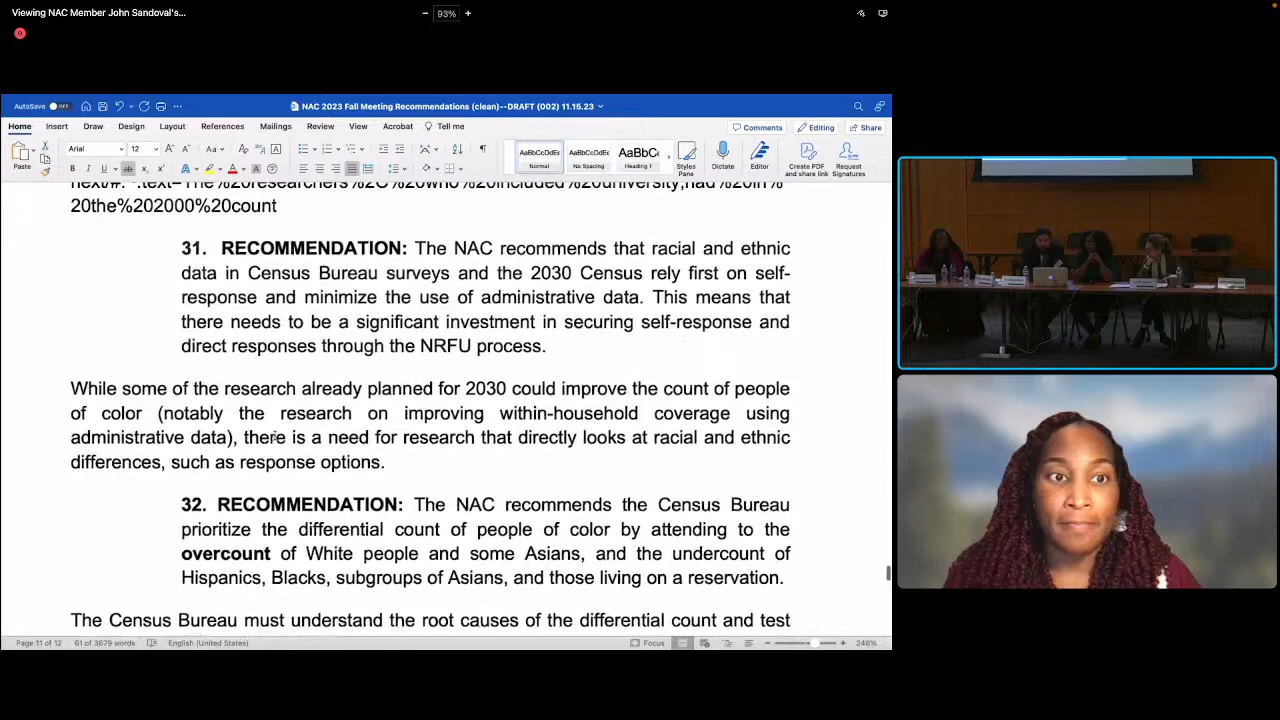 Viewing NAC Member John Sandoval's...
93%
AutoSave OFF
NAC 2023 Fall Meeting Recommendations (clean)--DRAFT (002) 11.15.23
Home Insert Draw Design Layout References Mailings Review View Acrobat Tell me
Comments Editing Share
Paste
Arial 12
AaBbCcDdEe AaBbCcDdEe AaBbC
Normal No Spacing Heading 1
Styles Pane
Dictate
Editor
Create PDF and share link
Request Signatures
20the%202000%20count
31. RECOMMENDATION: The NAC recommends that racial and ethnic
data in Census Bureau surveys and the 2030 Census rely first on self-
response and minimize the use of administrative data. This means that
there needs to be a significant investment in securing self-response and
direct responses through the NRFU process.
While some of the research already planned for 2030 could improve the count of people
of color (notably the research on improving within-household coverage using
administrative data), there is a need for research that directly looks at racial and ethnic
differences, such as response options.
32. RECOMMENDATION: The NAC recommends the Census Bureau
prioritize the differential count of people of color by attending to the
overcount of White people and some Asians, and the undercount of
Hispanics, Blacks, subgroups of Asians, and those living on a reservation.
The Census Bureau must understand the root causes of the differential count and test
Page 11 of 12 61 of 3679 words English (United States)
Focus
246%